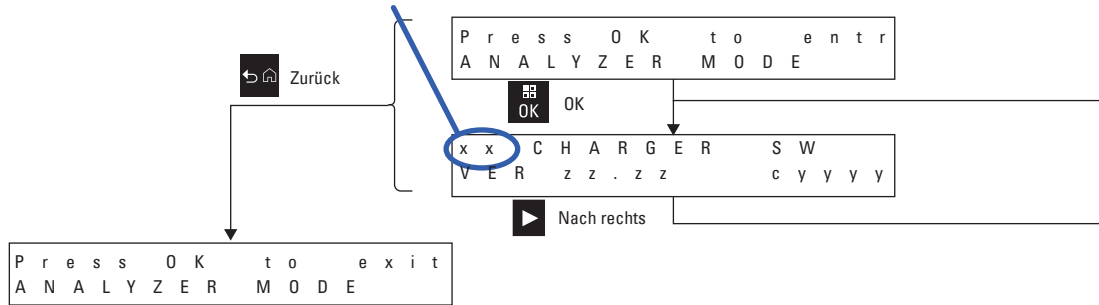 Press OK to entr
ANALYZER MODE
Zurück
OK
OK
xx CHARGER SW
VER zz.zz cyyyy
Nach rechts
Press OK to exit
ANALYZER MODE